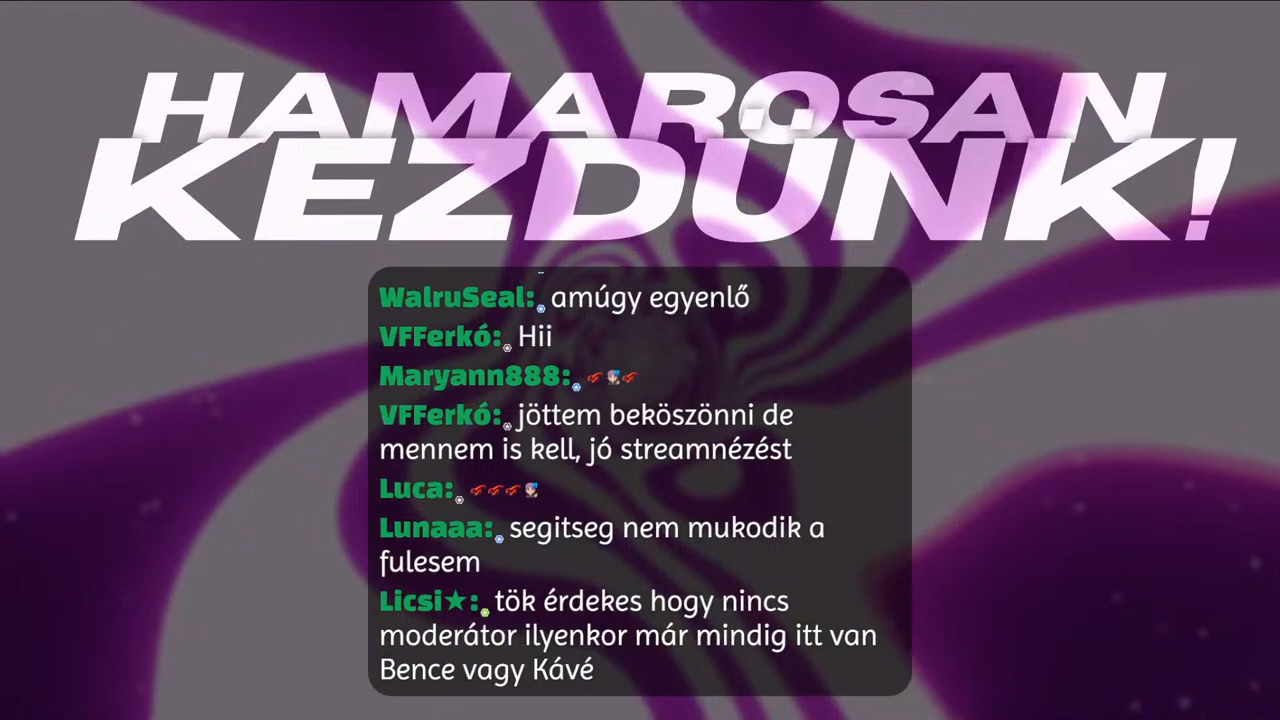 HAMAROSAN
KEZDÜNK!
WalruSeal: amúgy egyenlő
VFFerkó: Hii
Maryann888:
VFFerkó: jöttem beköszönni de
mennem is kell, jó streamnézést
Luca:
Lunaaa: segitseg nem mukodik a
fulesem
Licsi★: tök érdekes hogy nincs
moderátor ilyenkor már mindig itt van
Bence vagy Kávé